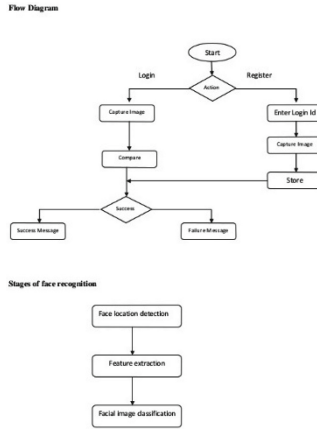 Flow Diagram
Start
Login
Action
Register
Capture Image
Enter Login Id
Capture Image
Compare
Store
Success
Success Message
Failure Message
Stages of face recognition
Face location detection
Feature extraction
Facial image classification